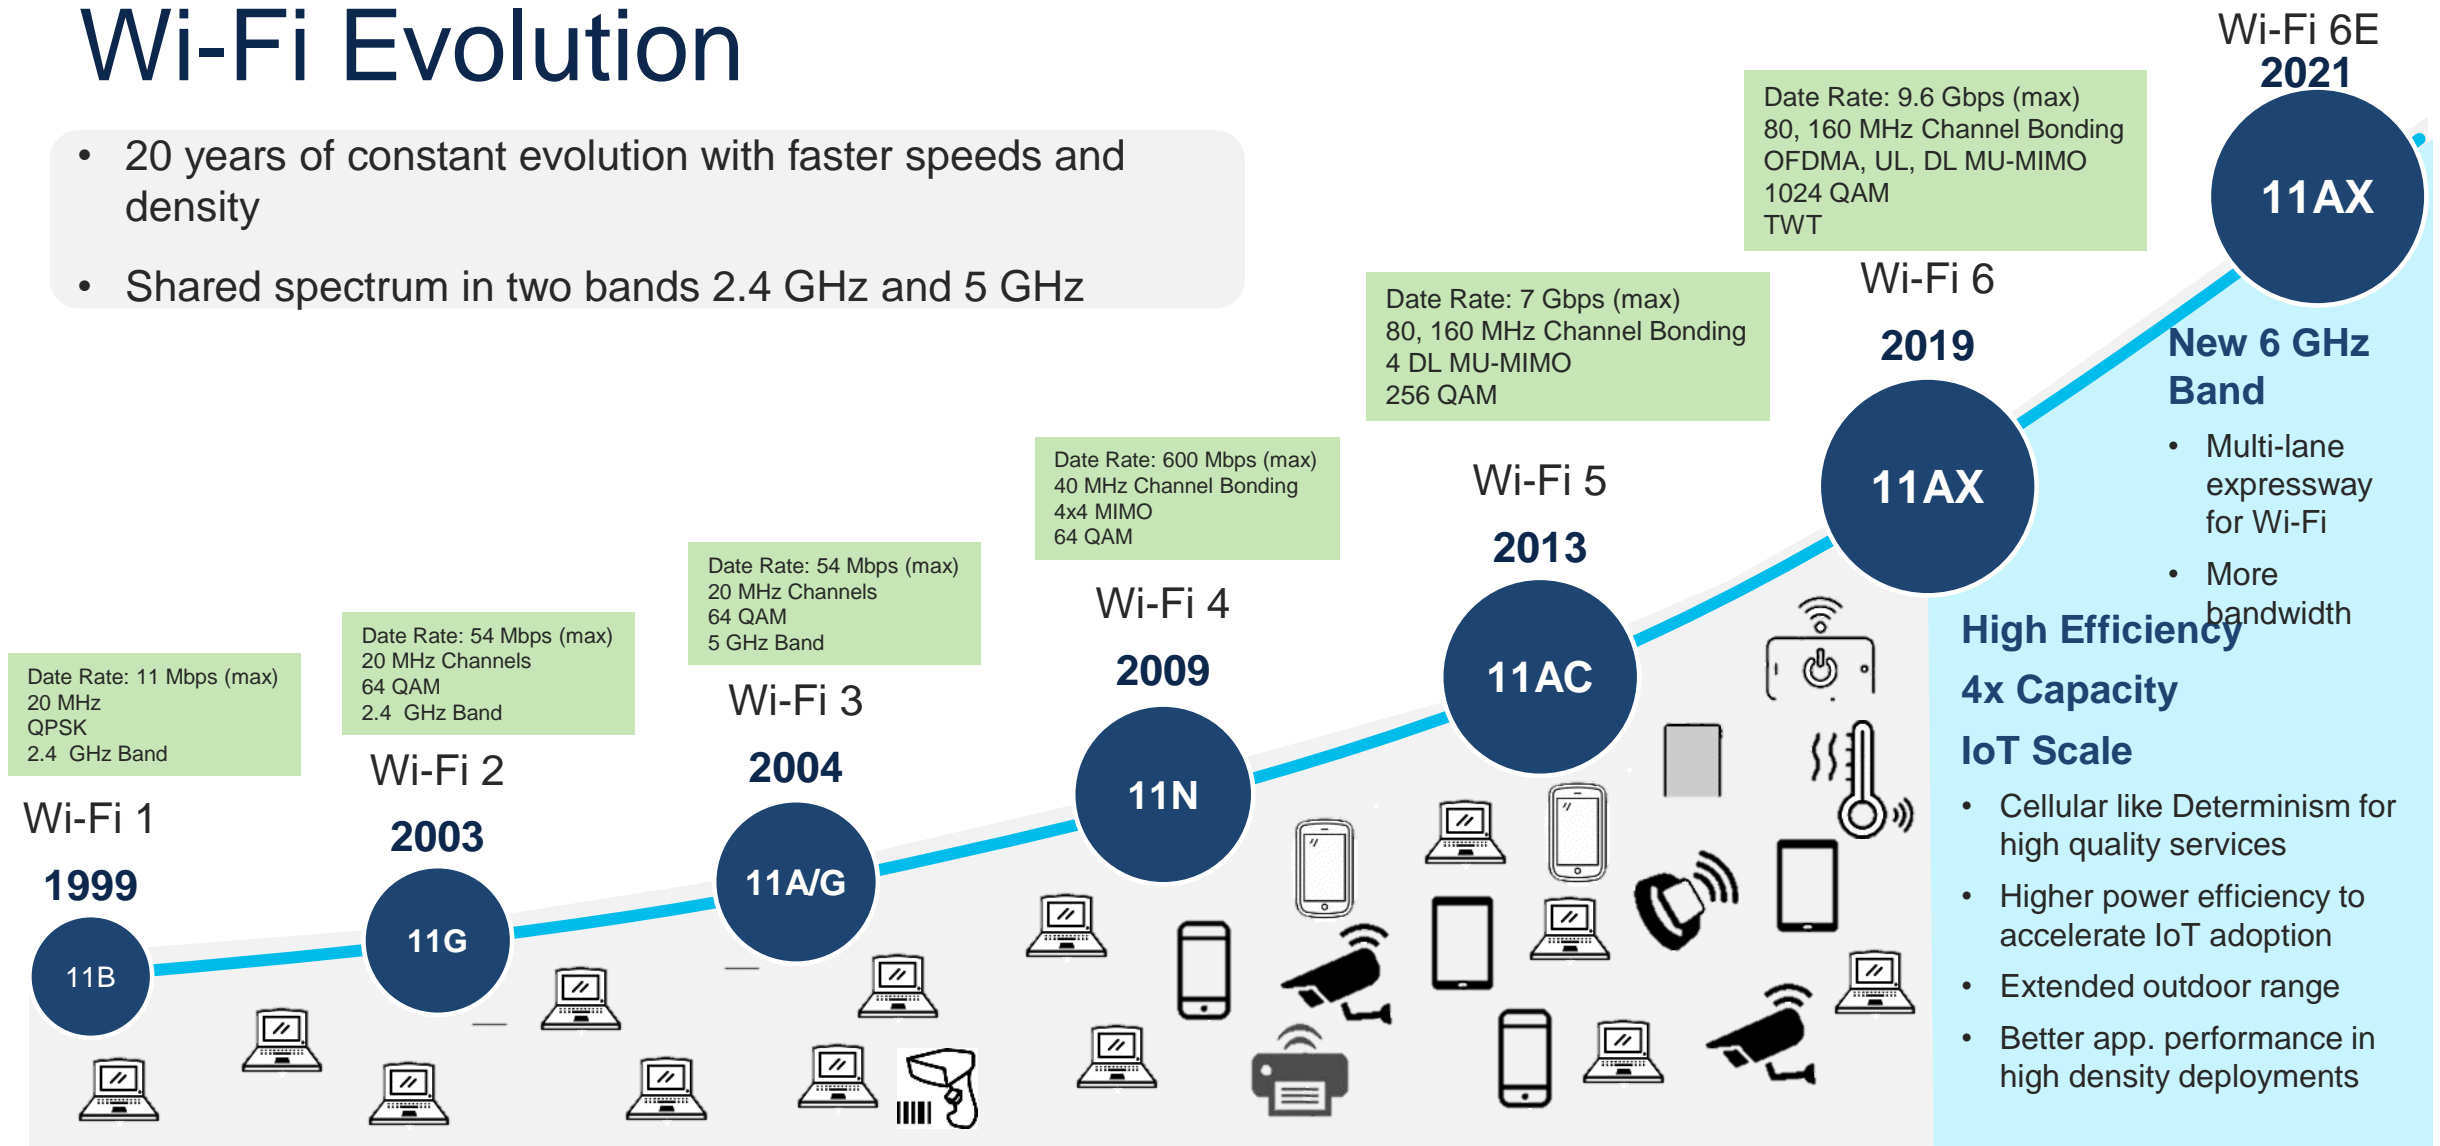 Wi-Fi Evolution
• 20 years of constant evolution with faster speeds and
density
• Shared spectrum in two bands 2.4 GHz and 5 GHz
Date Rate: 11 Mbps (max)
20 MHz
QPSK
2.4  GHz Band
Wi-Fi 1
1999
11B
Date Rate: 54 Mbps (max)
20 MHz Channels
64 QAM
2.4  GHz Band
Wi-Fi 2
2003
11G
Date Rate: 54 Mbps (max)
20 MHz Channels
64 QAM
5 GHz Band
Wi-Fi 3
2004
11A/G
Date Rate: 600 Mbps (max)
40 MHz Channel Bonding
4x4 MIMO
64 QAM
Wi-Fi 4
2009
11N
Date Rate: 7 Gbps (max)
80, 160 MHz Channel Bonding
4 DL MU-MIMO
256 QAM
Wi-Fi 5
2013
11AC
Date Rate: 9.6 Gbps (max)
80, 160 MHz Channel Bonding
OFDMA, UL, DL MU-MIMO
1024 QAM
TWT
Wi-Fi 6
2019
11AX
Wi-Fi 6E
2021
11AX
New 6 GHz
Band
• Multi-lane
expressway
for Wi-Fi
• More
bandwidth
High Efficiency
4x Capacity
IoT Scale
• Cellular like Determinism for
high quality services
• Higher power efficiency to
accelerate IoT adoption
• Extended outdoor range
• Better app. performance in
high density deployments